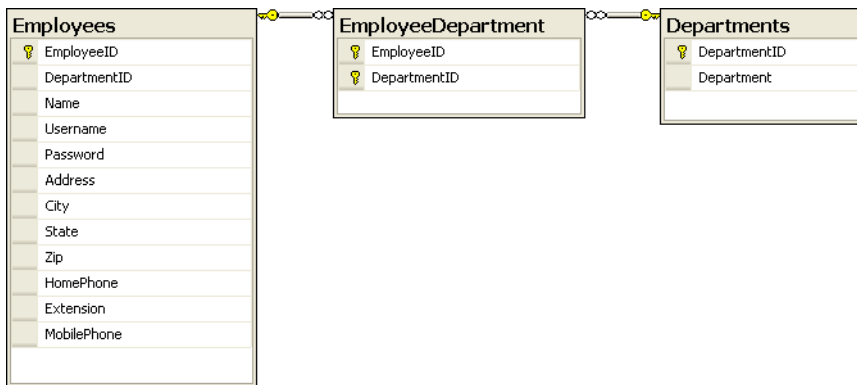 Employees
EmployeeID
DepartmentID
Name
Username
Password
Address
City
State
Zip
HomePhone
Extension
MobilePhone
EmployeeDepartment
EmployeeID
DepartmentID
Departments
DepartmentID
Department